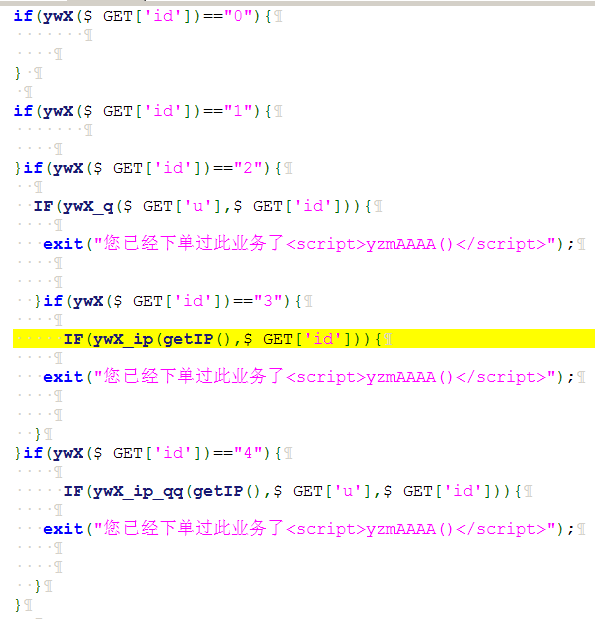 if(ywX($ GET['id'])=="0"){
}
if(ywX($ GET['id'])=="1"){
}if(ywX($ GET['id'])=="2"){
IF(ywX_q($ GET['u'],$ GET['id'])){
exit("您已经下单过此业务了<script>yzmAAAA()</script>");
}if(ywX($ GET['id'])=="3"){
IF(ywX_ip(getIP(),$ GET['id'])){
exit("您已经下单过此业务了<script>yzmAAAA()</script>");
}
}if(ywX($ GET['id'])=="4"){
IF(ywX_ip_qq(getIP(),$ GET['u'],$ GET['id'])){
exit("您已经下单过此业务了<script>yzmAAAA()</script>");
}
}